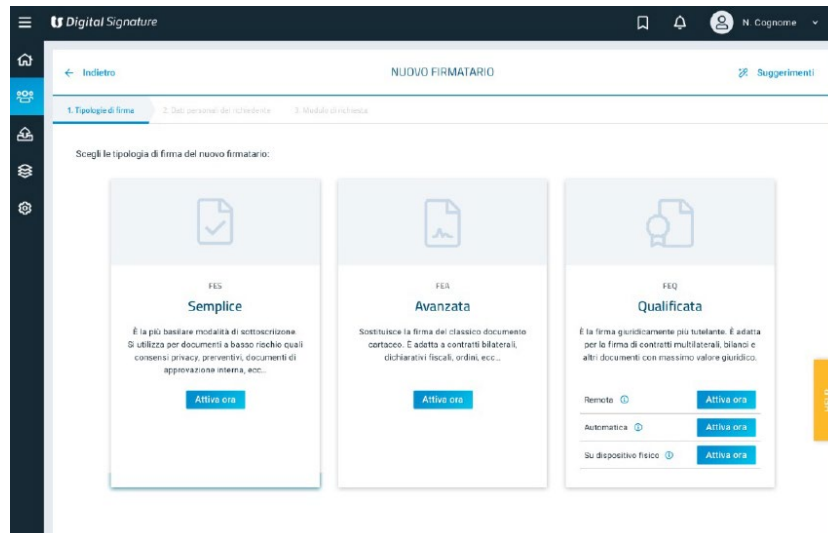 Digital Signature
N. Cognome
Indietro
NUOVO FIRMATARIO
Suggerimenti
1. Tipologie di firma
2. Dati personali del richiedente
3. Modulo di richiesta
Scegli le tipologia di firma del nuovo firmatario:
FES
Semplice
È la più basilare modalità di sottoscrizone.
Si utilizza per documenti a basso rischio quali
consensi privacy, preventivi, documenti di
approvazione interna, ecc...
Attiva ora
FEA
Avanzata
Sostituisce la firma del classico documento
cartaceo. È adatta a contratti bilaterali,
dichiarativi fiscali, ordini, ecc...
Attiva ora
FEQ
Qualificata
È la firma giuridicamente più tutelante. È adatta
per la firma di contratti multilaterali, bilanci e
altri documenti con massimo valore giuridico.
Remota
Attiva ora
Automatica
Attiva ora
Su dispositivo fisico
Attiva ora